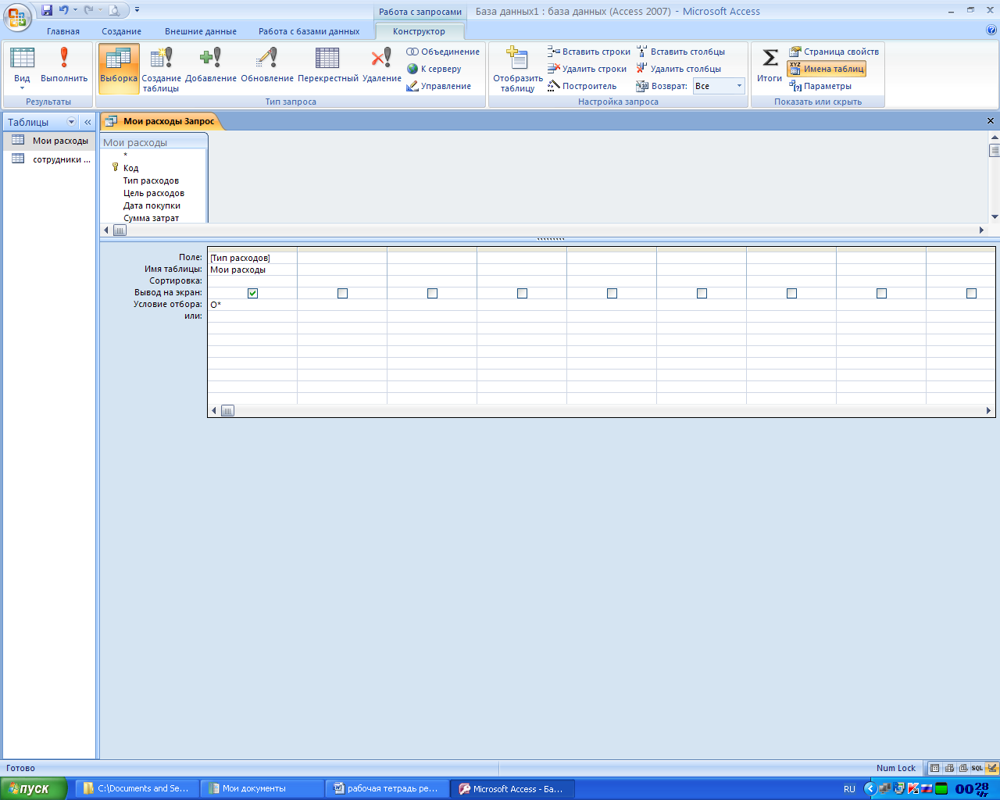 Работа с запросами
База данных1 : база данных (Access 2007) - Microsoft Access
Главная
Создание
Внешние данные
Работа с базами данных
Конструктор
Вид
Выполнить
Результаты
Выборка
Создание таблицы
Добавление
Обновление
Перекрестный
Удаление
Объединение
К серверу
Управление
Тип запроса
Отобразить таблицу
Вставить строки
Удалить строки
Построитель
Вставить столбцы
Удалить столбцы
Возврат: Все
Настройка запроса
Итоги
Страница свойств
XYZ Имена таблиц
Параметры
Показать или скрыть
Таблицы
Мои расходы
сотрудники ...
Мои расходы Запрос
Мои расходы
*
Код
Тип расходов
Цель расходов
Дата покупки
Сумма затрат
Поле: [Тип расходов]
Имя таблицы: Мои расходы
Сортировка:
Вывод на экран:
Условие отбора: О*
или:
Готово
Num Lock
SQL
пуск
C:\Documents and Se...
Мои документы
рабочая тетрадь ре...
Microsoft Access - Ба...
RU
00 28 Чт